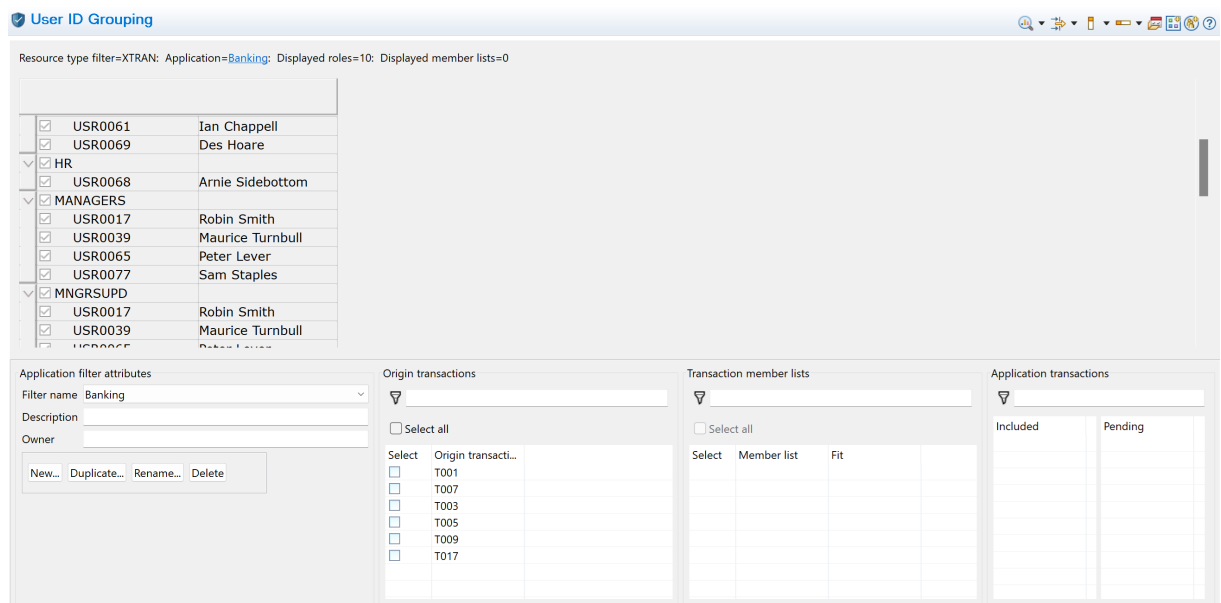 User ID Grouping
Resource type filter=XTRAN: Application=Banking: Displayed roles=10: Displayed member lists=0
USR0061 Ian Chappell
USR0069 Des Hoare
HR
USR0068 Arnie Sidebottom
MANAGERS
USR0017 Robin Smith
USR0039 Maurice Turnbull
USR0065 Peter Lever
USR0077 Sam Staples
MNGRSUPD
USR0017 Robin Smith
USR0039 Maurice Turnbull
USR0065 Peter Lever
Application filter attributes
Filter name Banking
Description
Owner
New... Duplicate... Rename... Delete
Origin transactions
Select all
Select Origin transacti...
T001
T007
T003
T005
T009
T017
Transaction member lists
Select all
Select Member list Fit
Application transactions
Included Pending